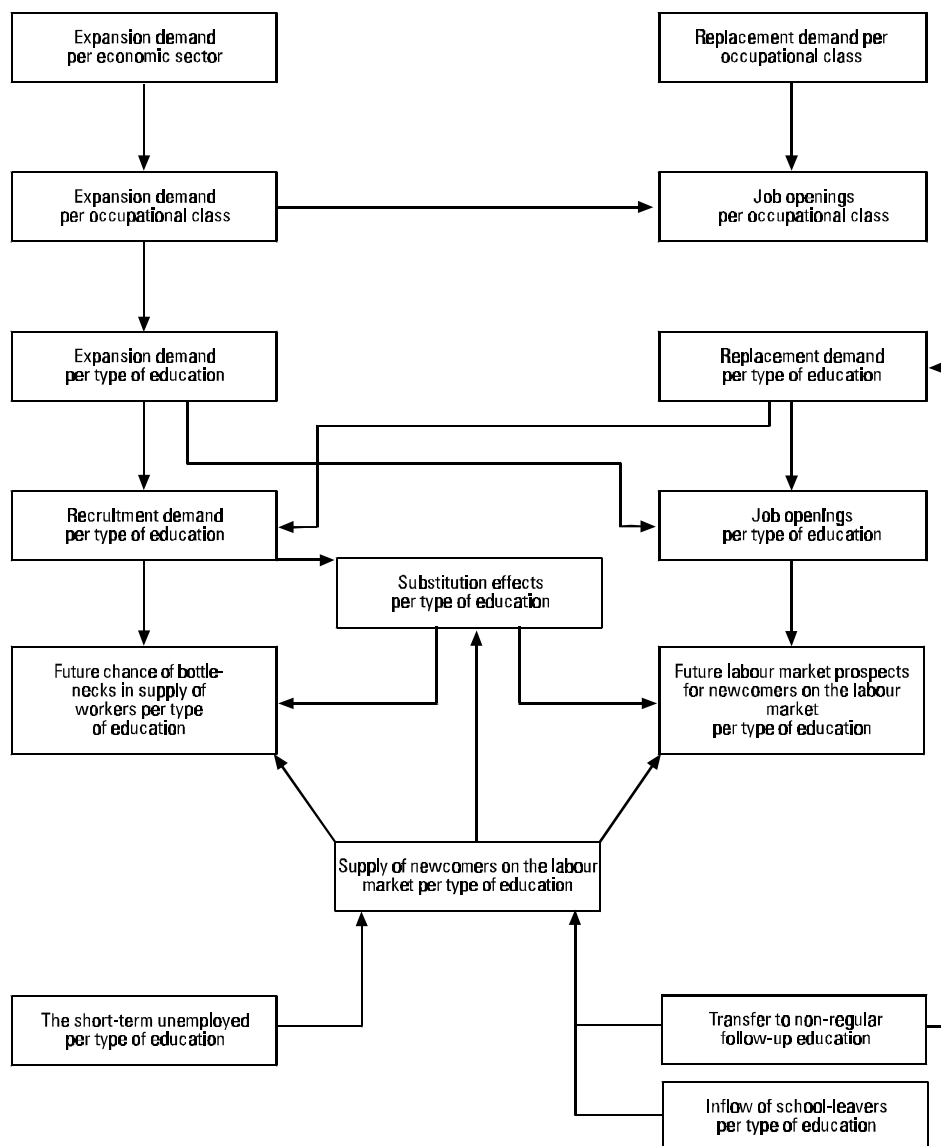 Expansion demand
per economic sector
Replacement demand per
occupational class
Expansion demand
per occupational class
Job openings
per occupational class
Expansion demand
per type of education
Replacement demand
per type of education
Recruitment demand
per type of education
Job openings
per type of education
Substitution effects
per type of education
Future chance of bottle-
necks in supply of
workers per type
of education
Future labour market prospects
for newcomers on the labour
market
per type of education
Supply of newcomers on the labour
market per type of education
The short-term unemployed
per type of education
Transfer to non-regular
follow-up education
Inflow of school-leavers
per type of education